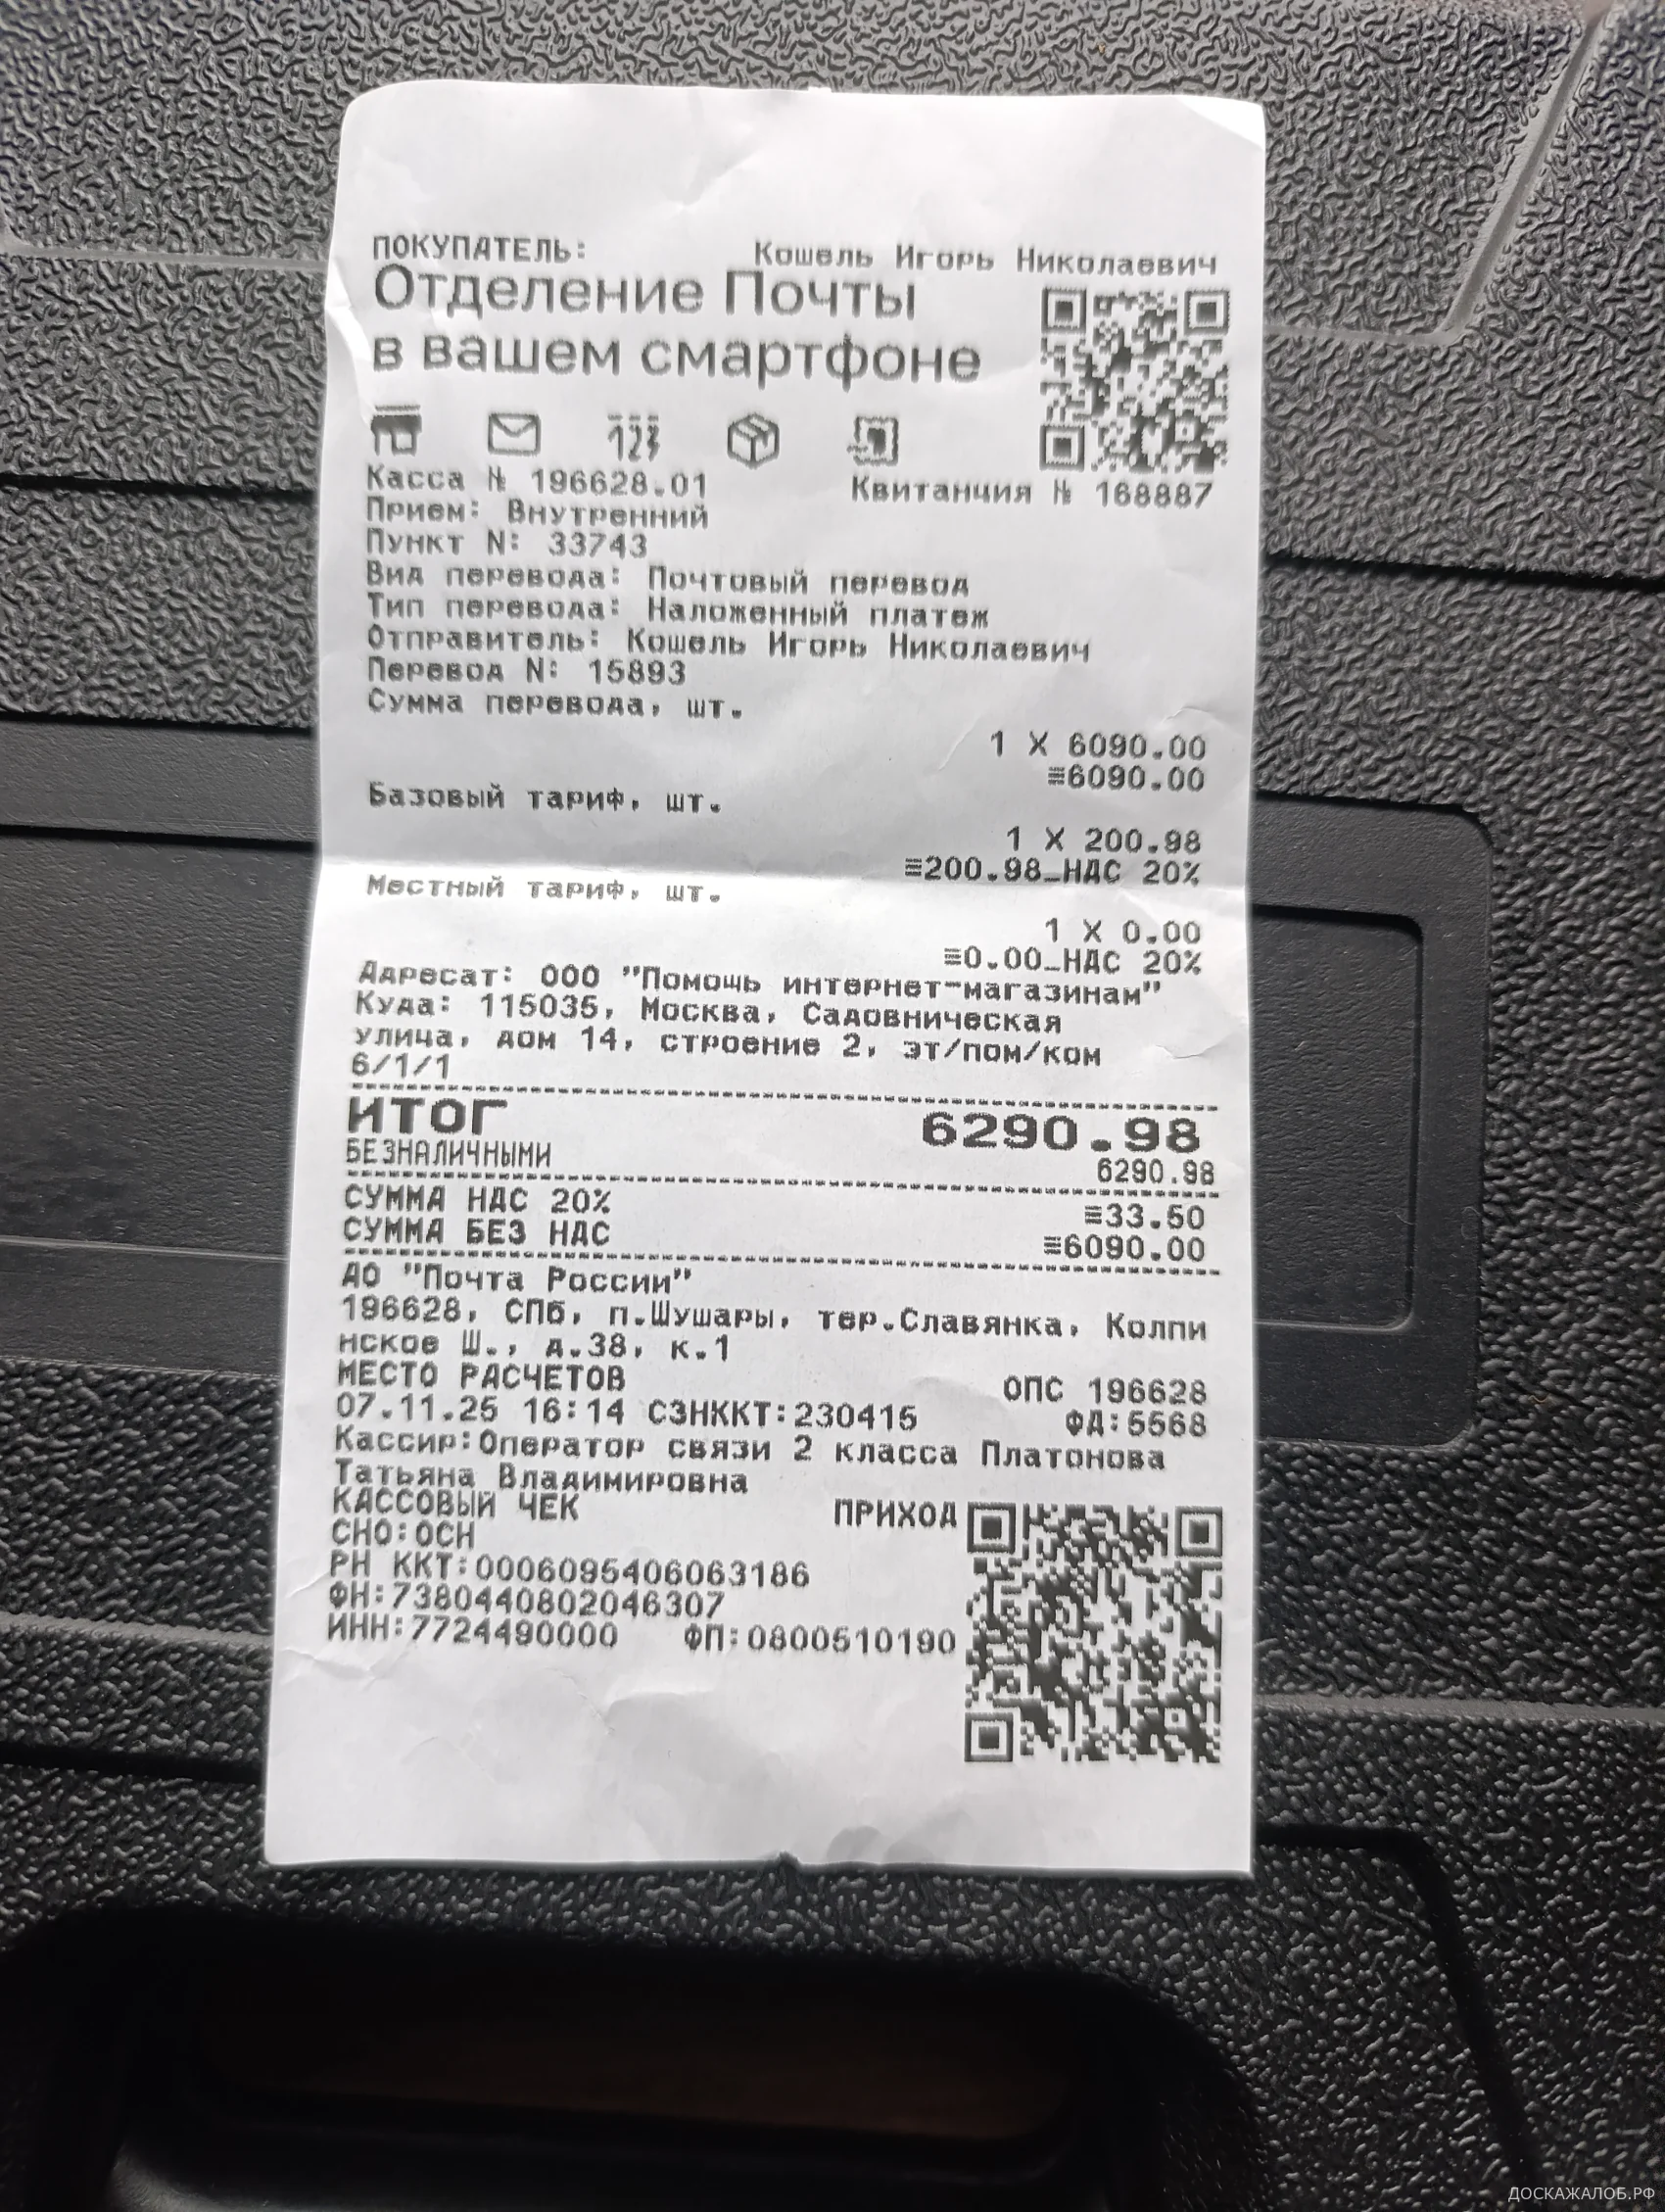 ПОКУПАТЕЛЬ: Кошель Игорь Николаевич
Отделение Почты
в вашем смартфоне
123
Касса № 196628.01 Квитанция № 168887
Прием: Внутренний
Пункт N: 33743
Вид перевода: Почтовый перевод
Тип перевода: Наложенный платеж
Отправитель: Кошель Игорь Николаевич
Перевод N: 15893
Сумма перевода, шт.
1 X 6090.00
≡6090.00
Базовый тариф, шт.
1 X 200.98
≡200.98_НДС 20%
Местный тариф, шт.
1 X 0.00
≡0.00_НДС 20%
Адресат: ООО "Помощь интернет-магазинам"
Куда: 115035, Москва, Садовническая
улица, дом 14, строение 2, эт/пом/ком
6/1/1
ИТОГ 6290.98
БЕЗНАЛИЧНЫМИ 6290.98
СУММА НДС 20% ≡33.50
СУММА БЕЗ НДС ≡6090.00
АО "Почта России"
196628, СПб, п.Шушары, тер.Славянка, Колпи
нское Ш., д.38, к.1
МЕСТО РАСЧЕТОВ ОПС 196628
07.11.25 16:14 СЗНККТ:230415 ФД:5568
Кассир:Оператор связи 2 класса Платонова
Татьяна Владимировна
КАССОВЫЙ ЧЕК ПРИХОД
СНО:ОСН
РН ККТ:0006095406063186
ФН:7380440802046307
ИНН:7724490000 ФП:0800510190
ДОСКАЖАЛОБ.РФ